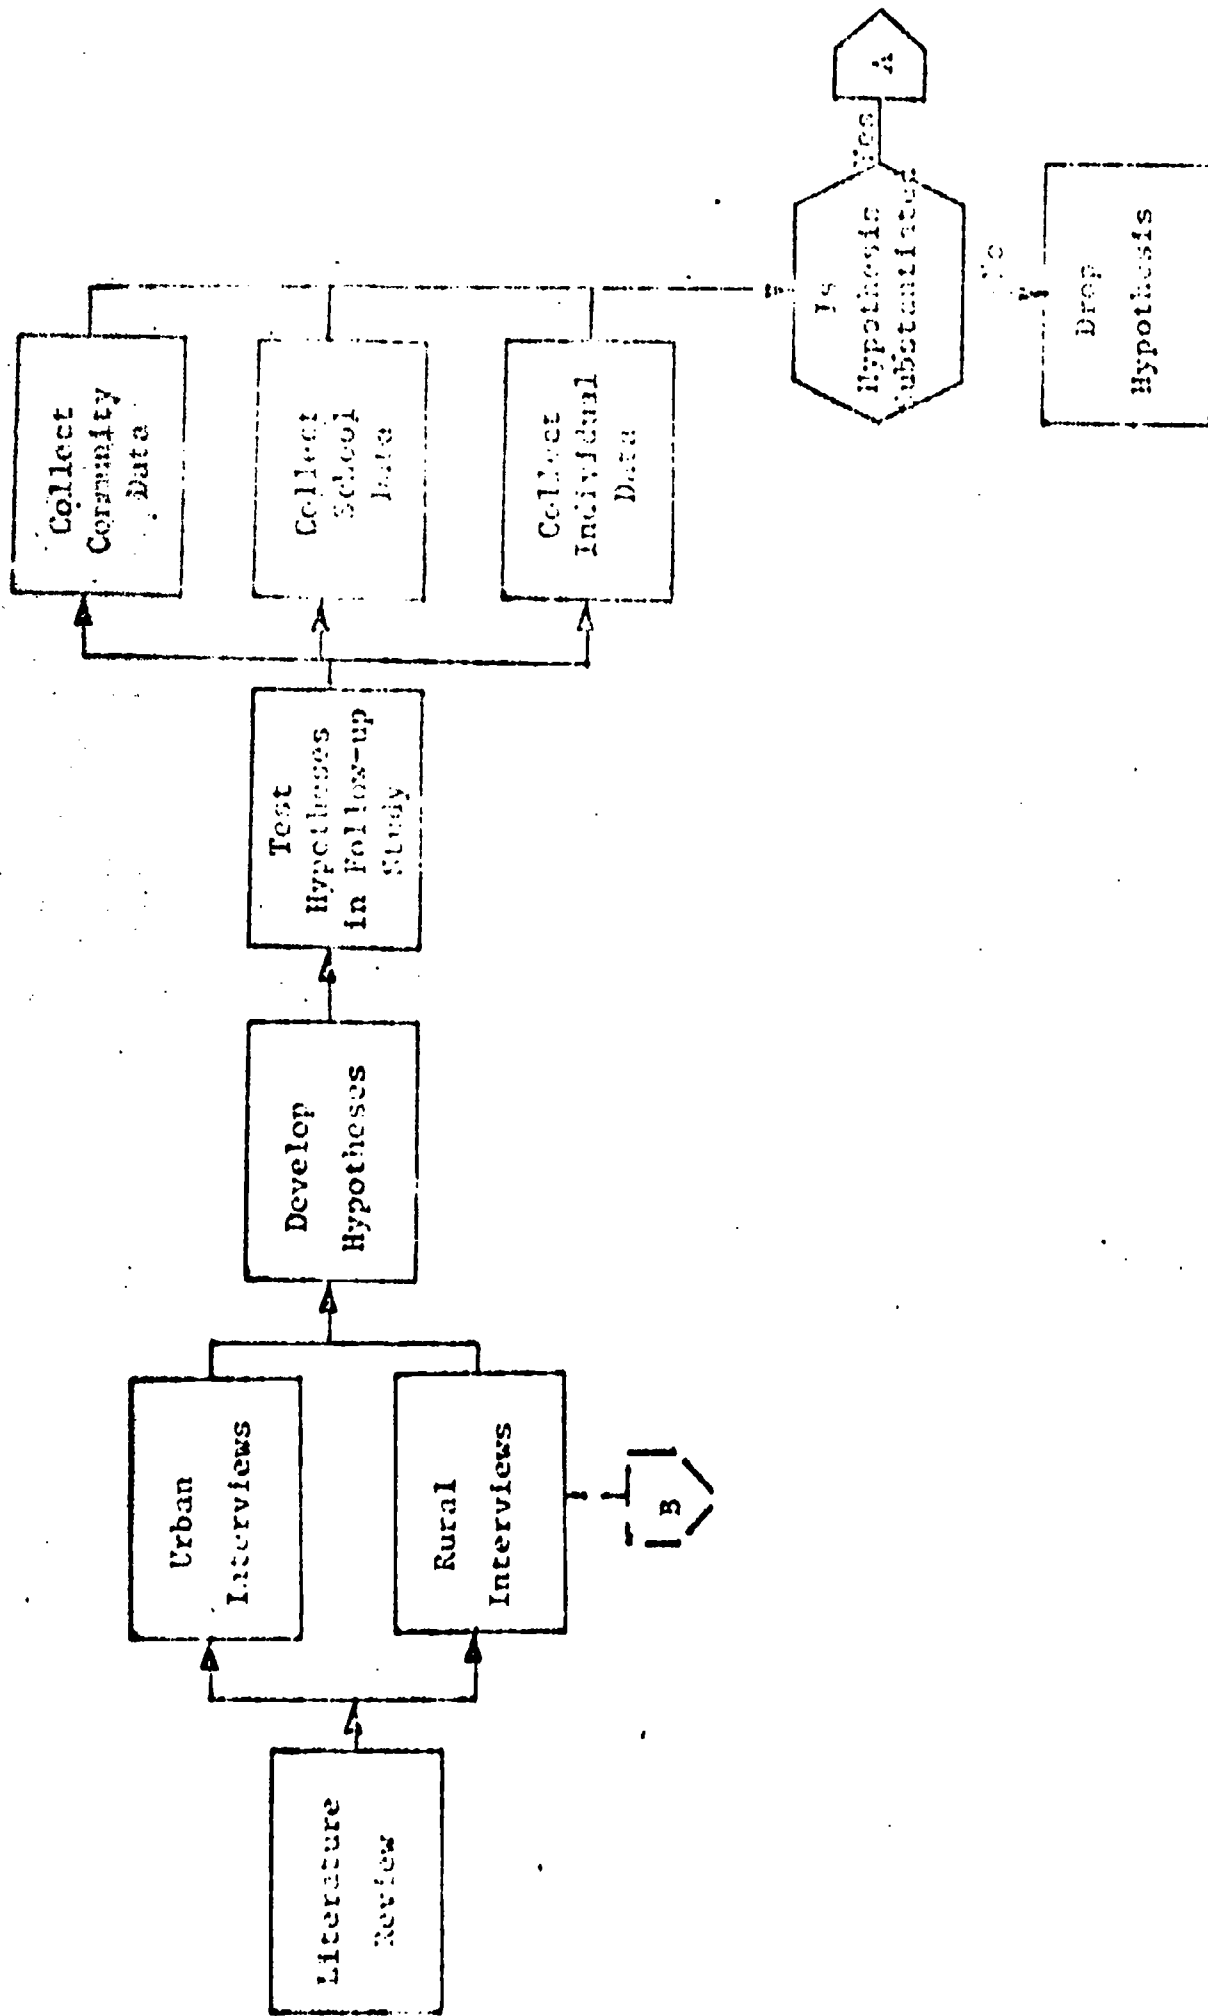 Literature
Review
Urban
Interviews
Rural
Interviews
B
Develop
Hypotheses
Test
Hypotheses
in Follow-up
Study
Collect
Community
Data
Collect
School
Data
Collect
Individual
Data
Is
Hypothesis
Substantiated
Yes
A
No
Drop
Hypothesis